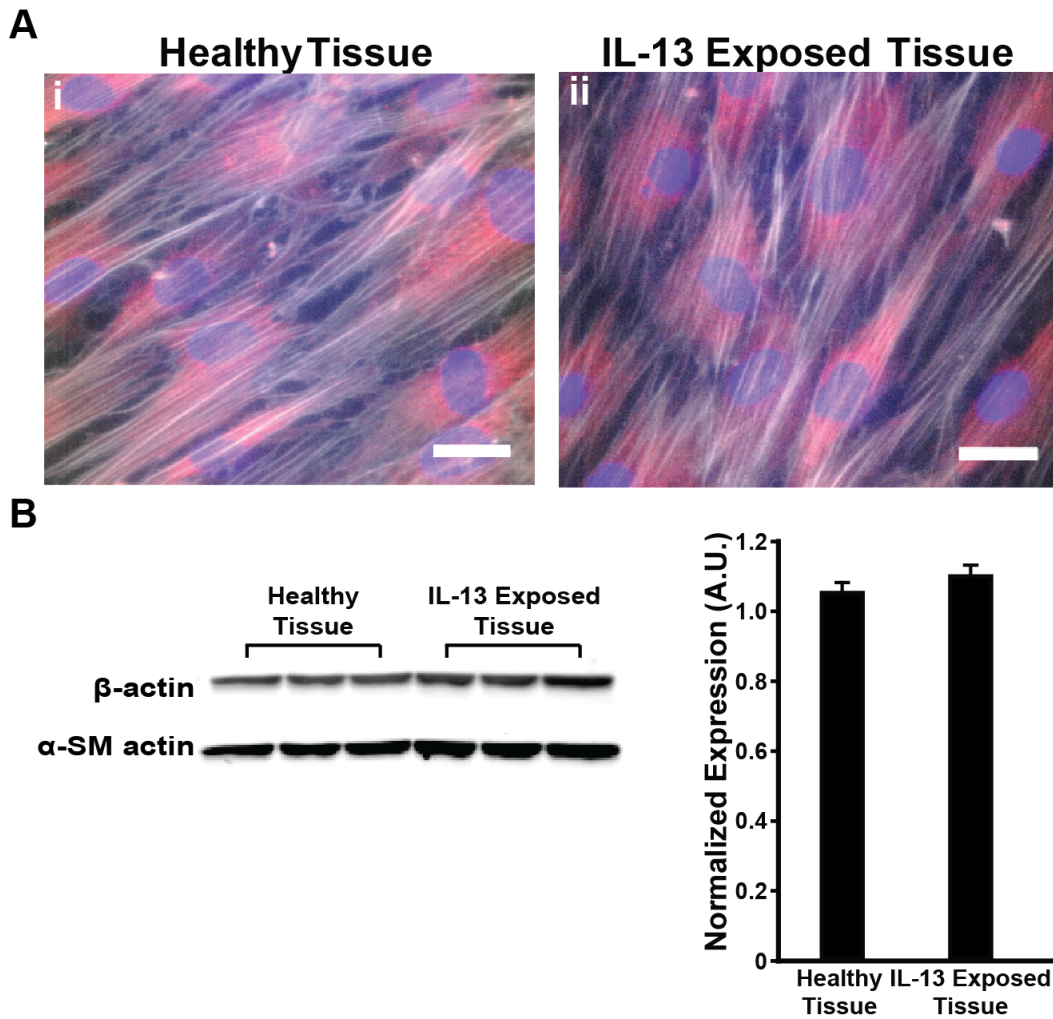 A
Healthy Tissue
IL-13 Exposed Tissue
i
ii
B
Healthy
Tissue
IL-13 Exposed
Tissue
β-actin
α-SM actin
Normalized Expression (A.U.)
1.2
1.0
0.8
0.6
0.4
0.2
0
Healthy
Tissue
IL-13 Exposed
Tissue